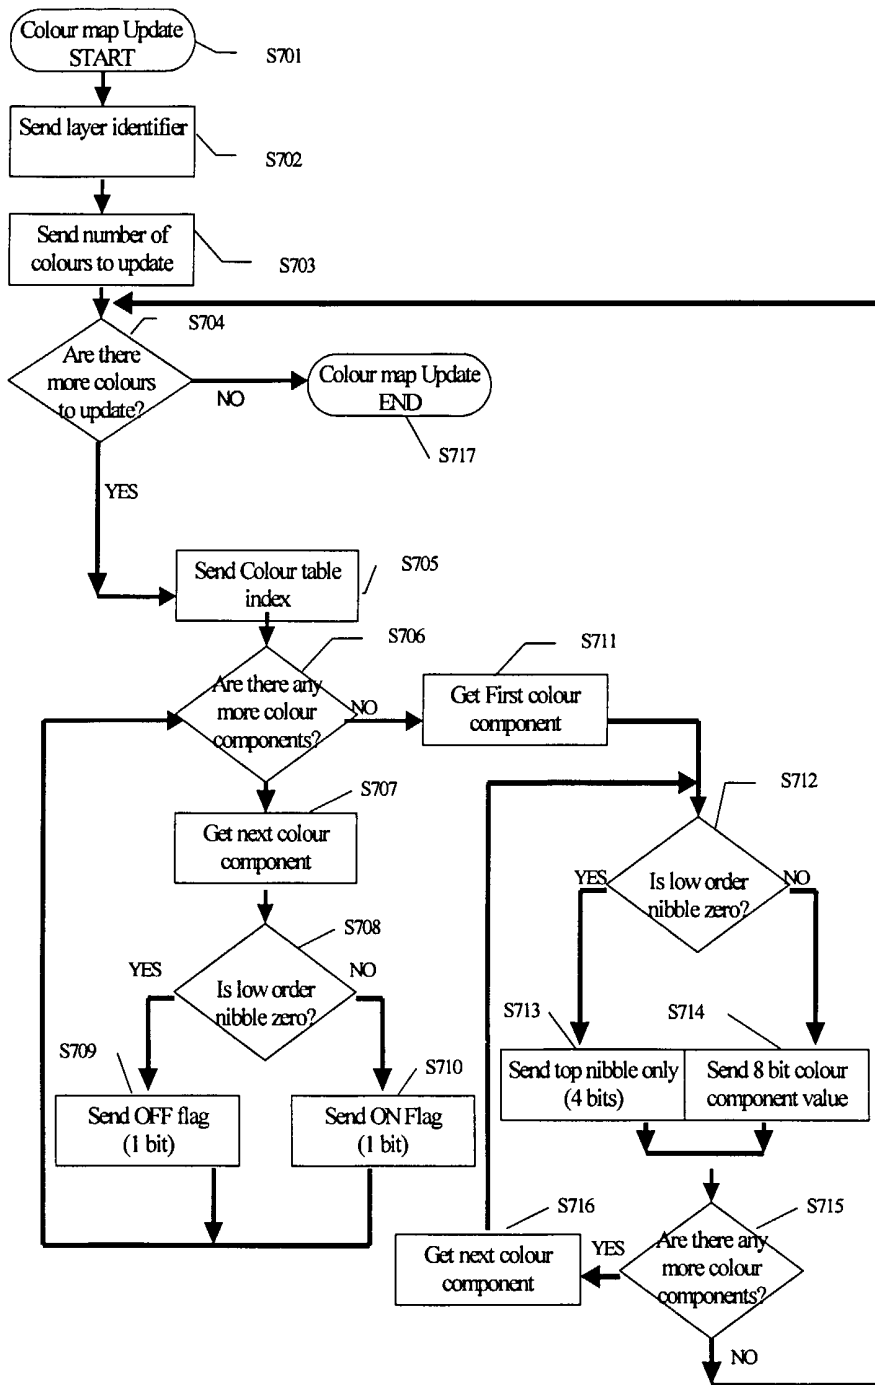 Colour map Update
START
S701
Send layer identifier
S702
Send number of
colours to update
S703
S704
Are there
more colours
to update?
NO
Colour map Update
END
S717
YES
S705
Send Colour table
index
S706
Are there any
more colour
components?
NO
S711
Get First colour
component
S707
Get next colour
component
S712
YES
Is low order
nibble zero?
NO
S708
YES
NO
Is low order
nibble zero?
S713
S714
S709
S710
Send top nibble only
(4 bits)
Send 8 bit colour
component value
Send OFF flag
(1 bit)
Send ON Flag
(1 bit)
S716
S715
Get next colour
component
YES
Are there any
more colour
components?
NO